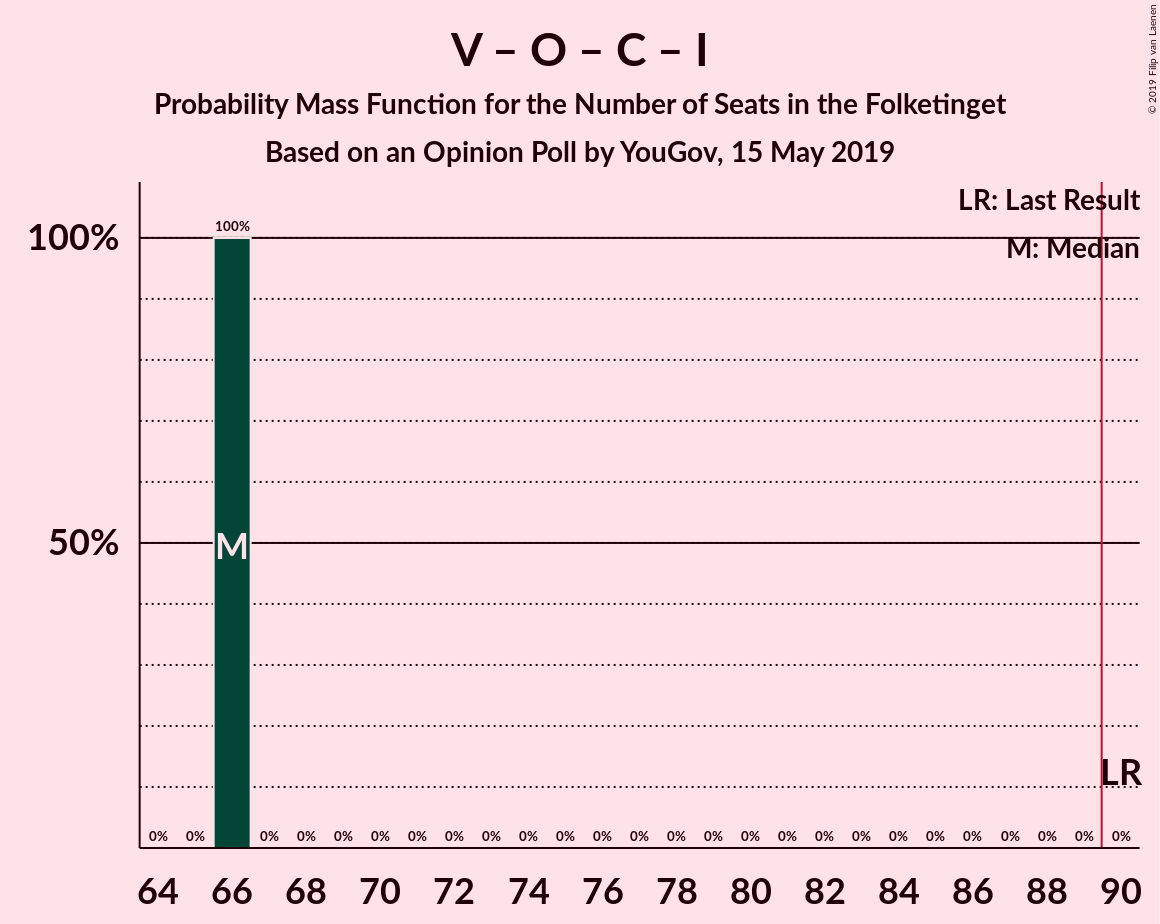 V – O – C – I
Probability Mass Function for the Number of Seats in the Folketinget
Based on an Opinion Poll by YouGov, 15 May 2019
© 2019 Filip van Laenen
LR: Last Result
M: Median
100%
100%
50%
M
LR
0% 0% 0% 0% 0% 0% 0% 0% 0% 0% 0% 0% 0% 0% 0% 0% 0% 0% 0% 0% 0% 0% 0% 0% 0% 0%
64 66 68 70 72 74 76 78 80 82 84 86 88 90